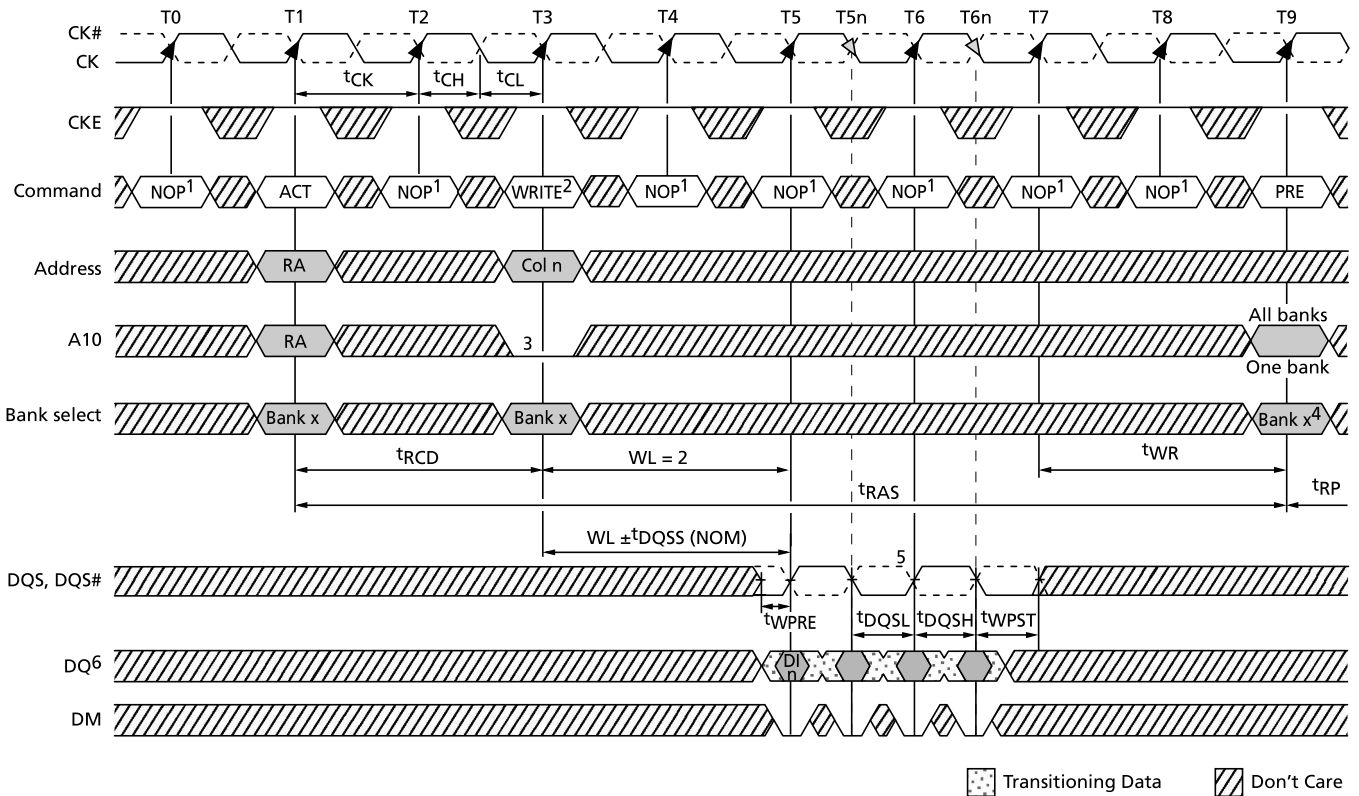 T0 T1 T2 T3 T4 T5 T5n T6 T6n T7 T8 T9
CK#
CK
tCK tCH tCL
CKE
Command NOP1 ACT NOP1 WRITE2 NOP1 NOP1 NOP1 NOP1 NOP1 PRE
Address RA Col n
All banks
A10 RA 3
One bank
Bank select Bank x Bank x Bank x4
tRCD WL = 2 tWR
tRAS tRP
WL ±tDQSS (NOM)
5
DQS, DQS#
tWPRE tDQSL tDQSH tWPST
DQ6 DI
n
DM
Transitioning Data Don't Care